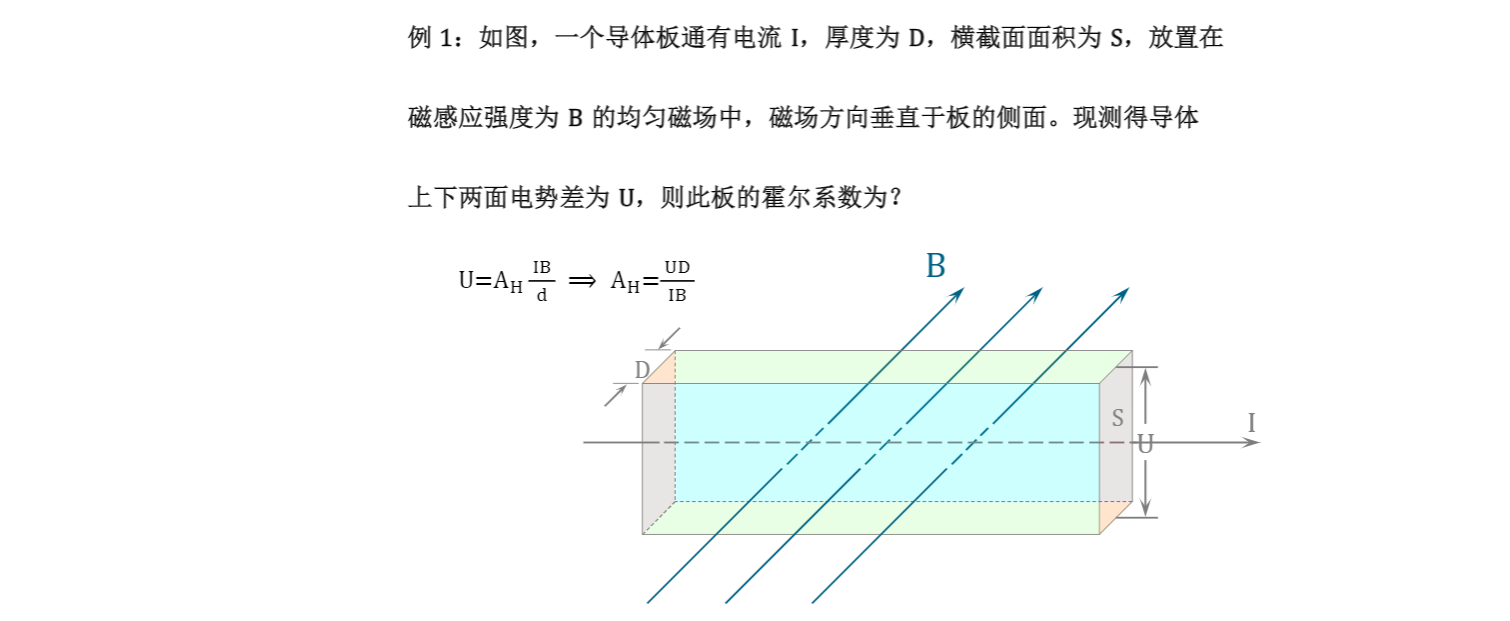 例 1：如图，一个导体板通有电流 I，厚度为 D，横截面面积为 S，放置在
磁感应强度为 B 的均匀磁场中，磁场方向垂直于板的侧面。现测得导体
上下两面电势差为 U，则此板的霍尔系数为？
U=A_H \frac{IB}{d} ⟹ A_H=\frac{UD}{IB}
B
D
S
I
U